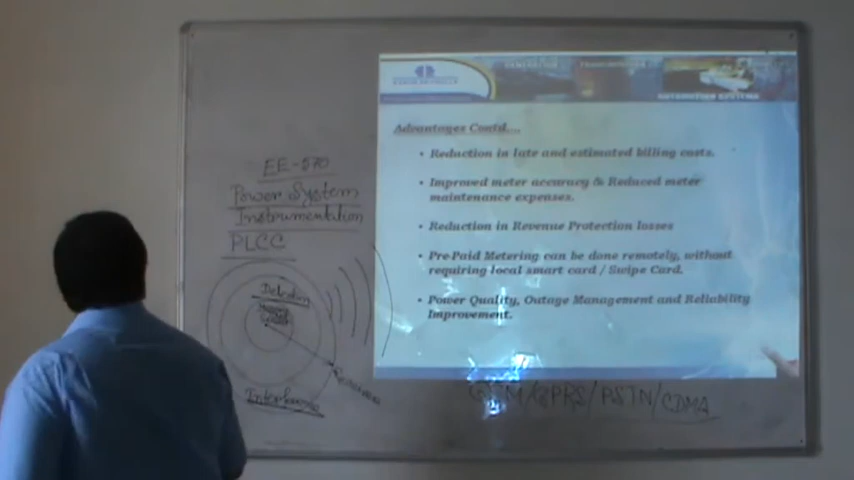 EE-570
Power System
Instrumentation
PLCC
Interference
Advantages Contd...
• Reduction in late and estimated billing costs.
• Improved meter accuracy & Reduced meter
maintenance expenses.
• Reduction in Revenue Protection losses
• Pre-Paid Metering can be done remotely, without
requiring local smart card / Swipe Card.
• Power Quality, Outage Management and Reliability
Improvement.
GSM/GPRS/PSTN/CDMA